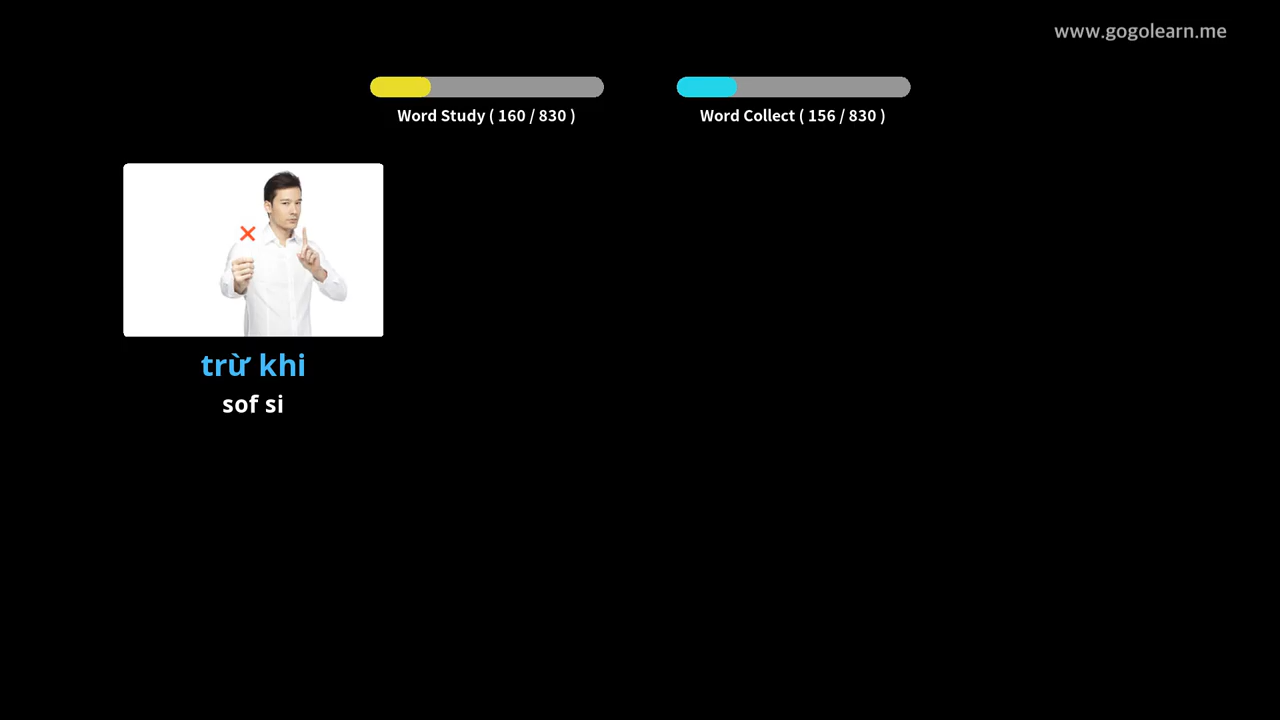 www.gogolearn.me
Word Study ( 160 / 830 )
Word Collect ( 156 / 830 )
trừ khi
sof si